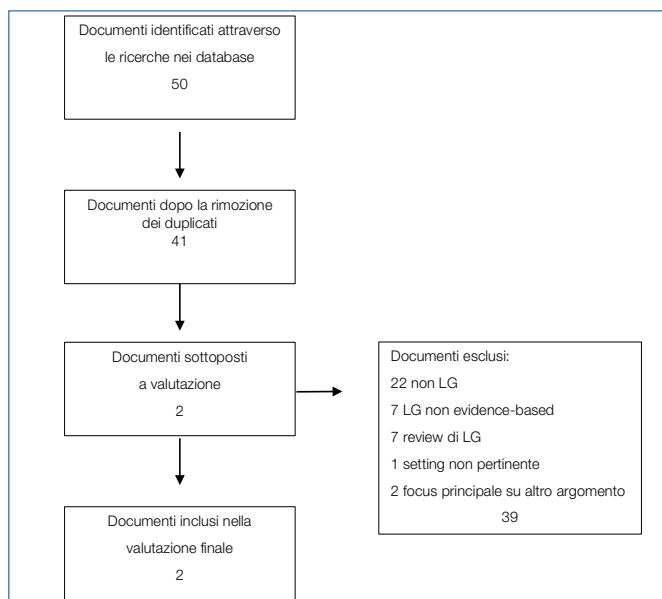 Documenti identificati attraverso
le ricerche nei database
50
Documenti dopo la rimozione
dei duplicati
41
Documenti sottoposti
a valutazione
2
Documenti esclusi:
22 non LG
7 LG non evidence-based
7 review di LG
1 setting non pertinente
2 focus principale su altro argomento
39
Documenti inclusi nella
valutazione finale
2